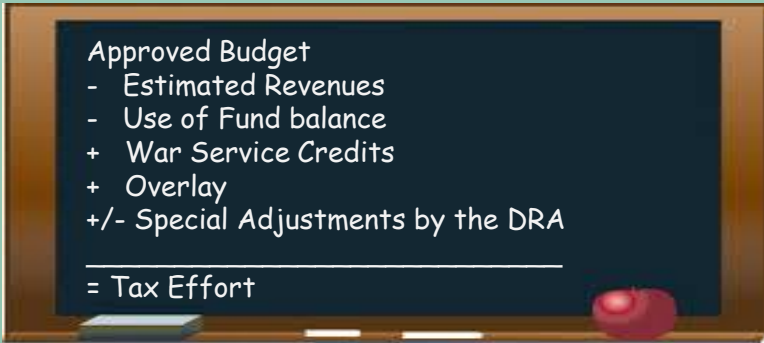 Approved Budget
- Estimated Revenues
- Use of Fund balance
+ War Service Credits
+ Overlay
+/- Special Adjustments by the DRA
= Tax Effort